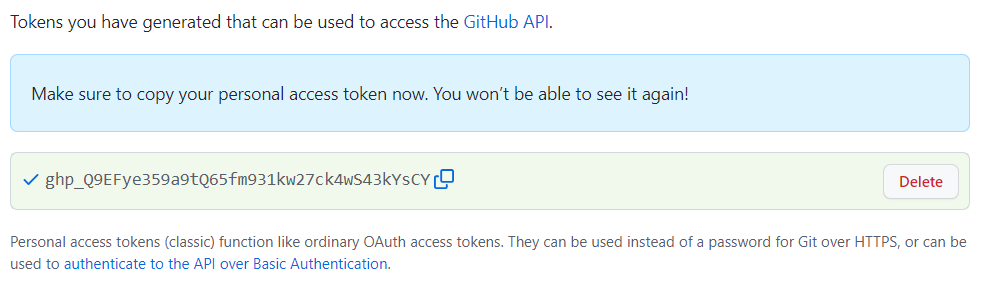 Tokens you have generated that can be used to access the GitHub API.
Make sure to copy your personal access token now. You won’t be able to see it again!
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
Delete
Personal access tokens (classic) function like ordinary OAuth access tokens. They can be used instead of a password for Git over HTTPS, or can be
used to authenticate to the API over Basic Authentication.